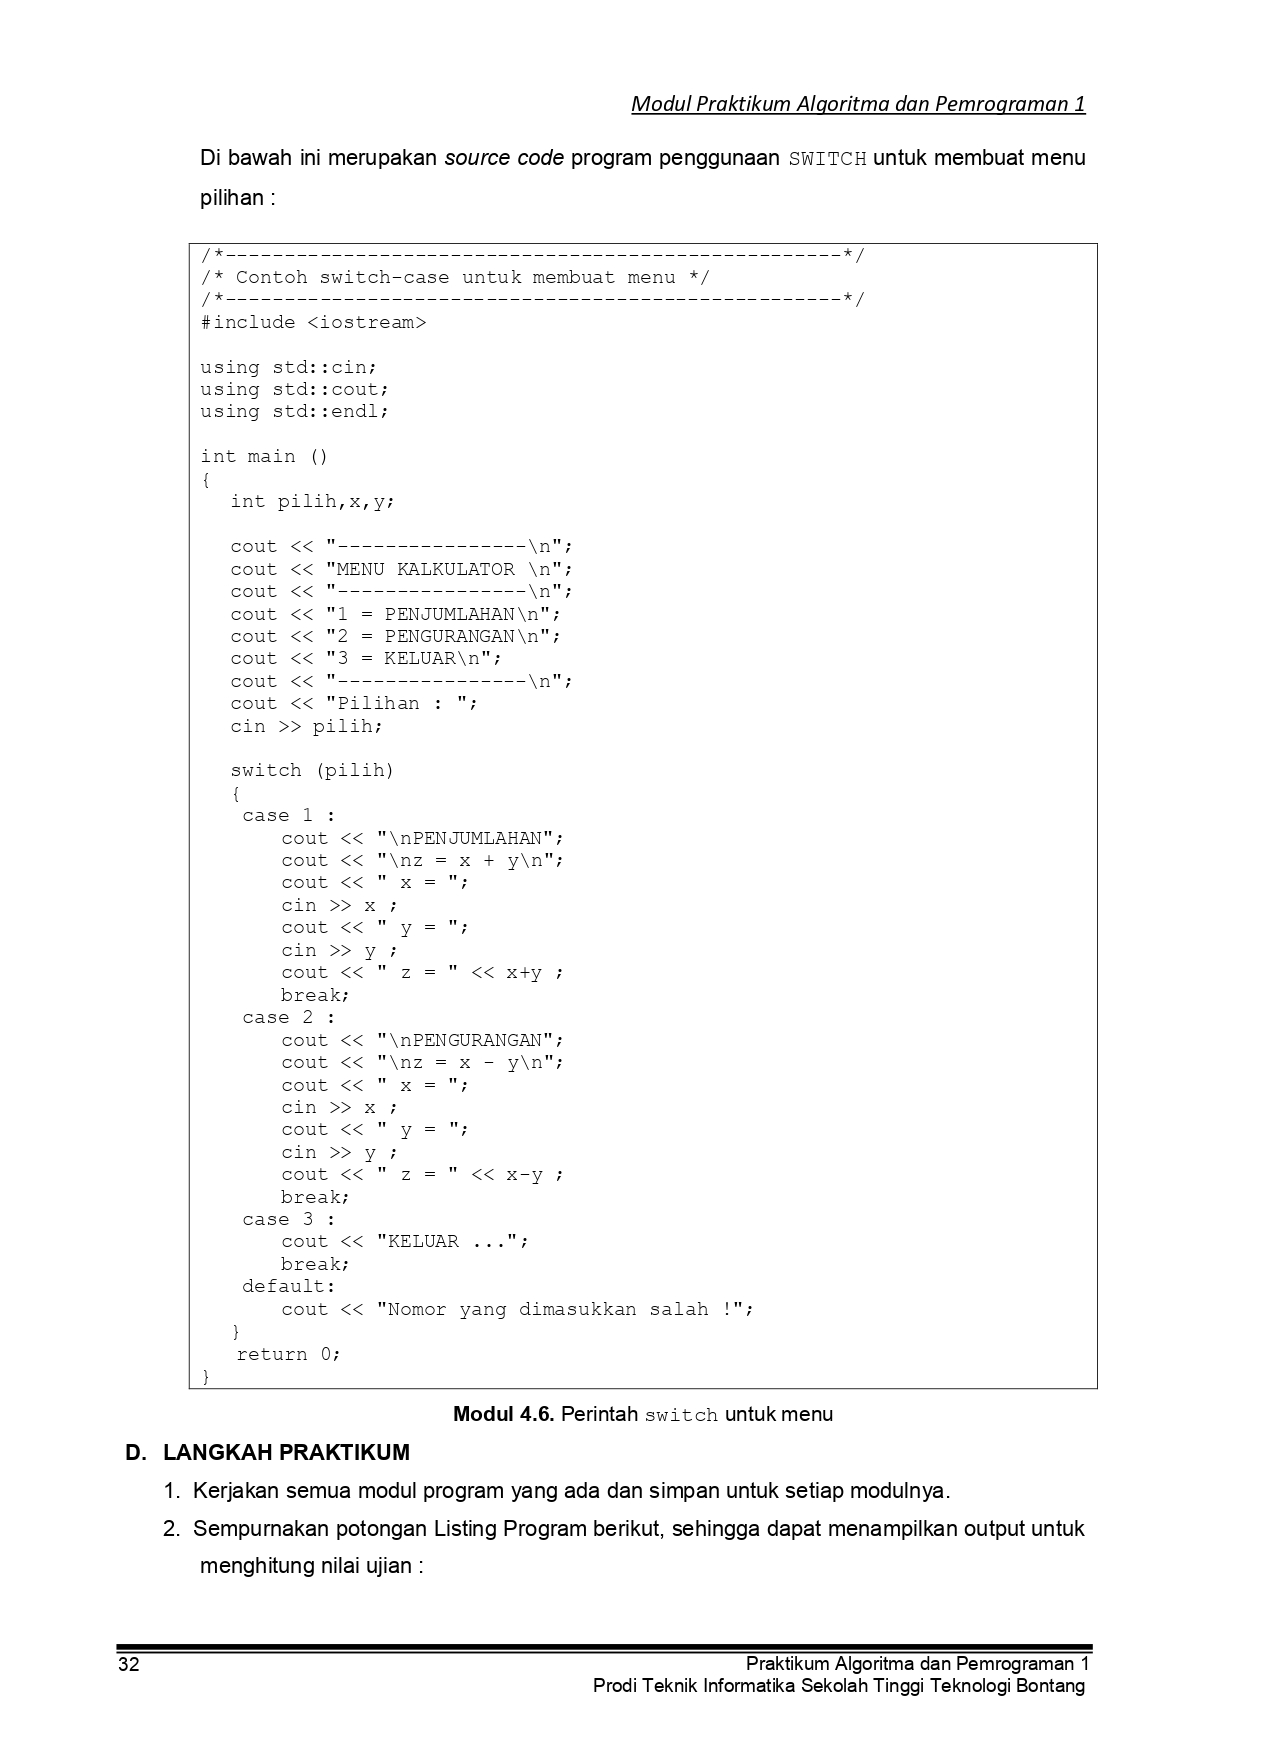 Modul Praktikum Algoritma dan Pemrograman 1
Di bawah ini merupakan source code program penggunaan SWITCH untuk membuat menu
pilihan :
/*----------------------------------------------------*/
/* Contoh switch-case untuk membuat menu */
/*----------------------------------------------------*/
#include <iostream>
using std::cin;
using std::cout;
using std::endl;
int main ()
{
int pilih,x,y;
cout << "----------------\n";
cout << "MENU KALKULATOR \n";
cout << "----------------\n";
cout << "1 = PENJUMLAHAN\n";
cout << "2 = PENGURANGAN\n";
cout << "3 = KELUAR\n";
cout << "----------------\n";
cout << "Pilihan : ";
cin >> pilih;
switch (pilih)
{
case 1 :
cout << "\nPENJUMLAHAN";
cout << "\nz = x + y\n";
cout << " x = ";
cin >> x ;
cout << " y = ";
cin >> y ;
cout << " z = " << x+y ;
break;
case 2 :
cout << "\nPENGURANGAN";
cout << "\nz = x - y\n";
cout << " x = ";
cin >> x ;
cout << " y = ";
cin >> y ;
cout << " z = " << x-y ;
break;
case 3 :
cout << "KELUAR ...";
break;
default:
cout << "Nomor yang dimasukkan salah !";
}
return 0;
}
Modul 4.6. Perintah switch untuk menu
D. LANGKAH PRAKTIKUM
1. Kerjakan semua modul program yang ada dan simpan untuk setiap modulnya.
2. Sempurnakan potongan Listing Program berikut, sehingga dapat menampilkan output untuk
menghitung nilai ujian :
32 Praktikum Algoritma dan Pemrograman 1
Prodi Teknik Informatika Sekolah Tinggi Teknologi Bontang